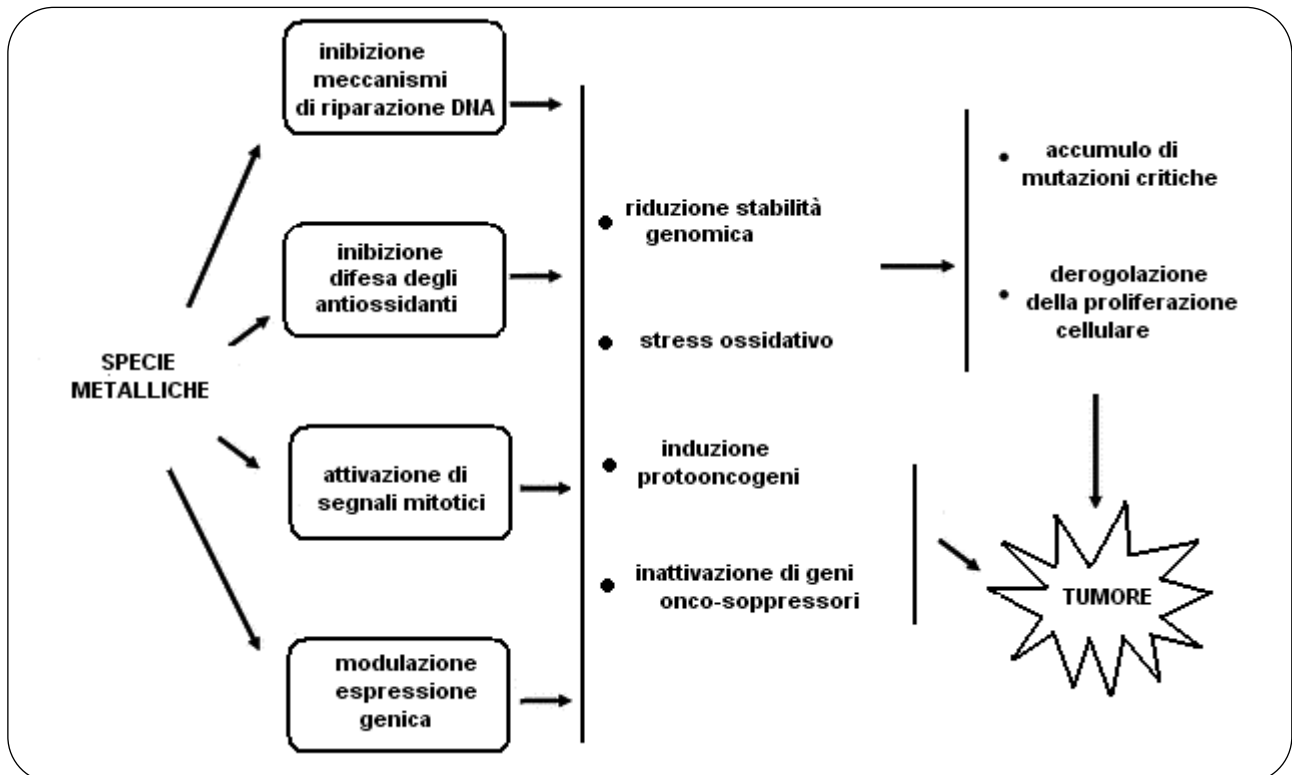 inibizione
meccanismi
di riparazione DNA
inibizione
difesa degli
antiossidanti
SPECIE
METALLICHE
attivazione di
segnali mitotici
modulazione
espressione
genica
• riduzione stabilità
genomica
• stress ossidativo
• induzione
protooncogeni
• inattivazione di geni
onco-soppressori
• accumulo di
mutazioni critiche
• derogolazione
della proliferazione
cellulare
TUMORE